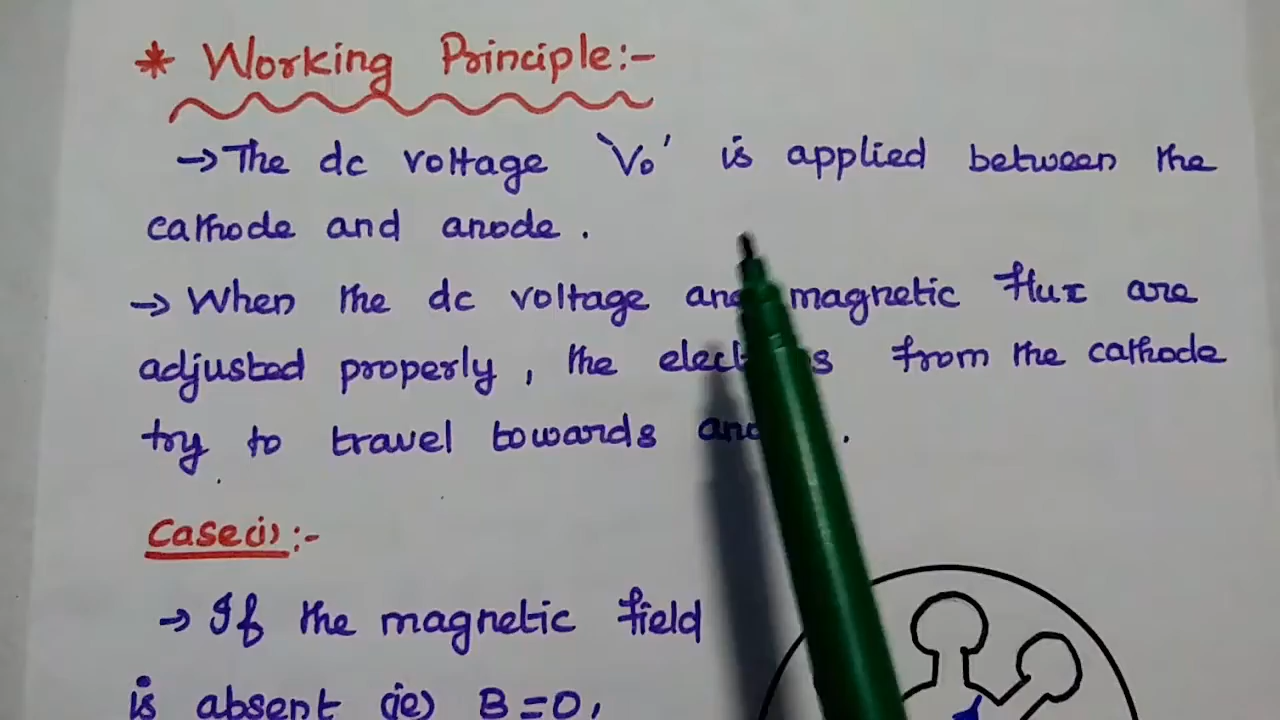 * Working Principle:-
→ The dc voltage 'V₀' is applied between the
cathode and anode.
→ When the dc voltage and magnetic flux are
adjusted properly, the from the cathode
try to travel towards .
Case(i):-
→ If the magnetic field
is absent (ie) B=0,